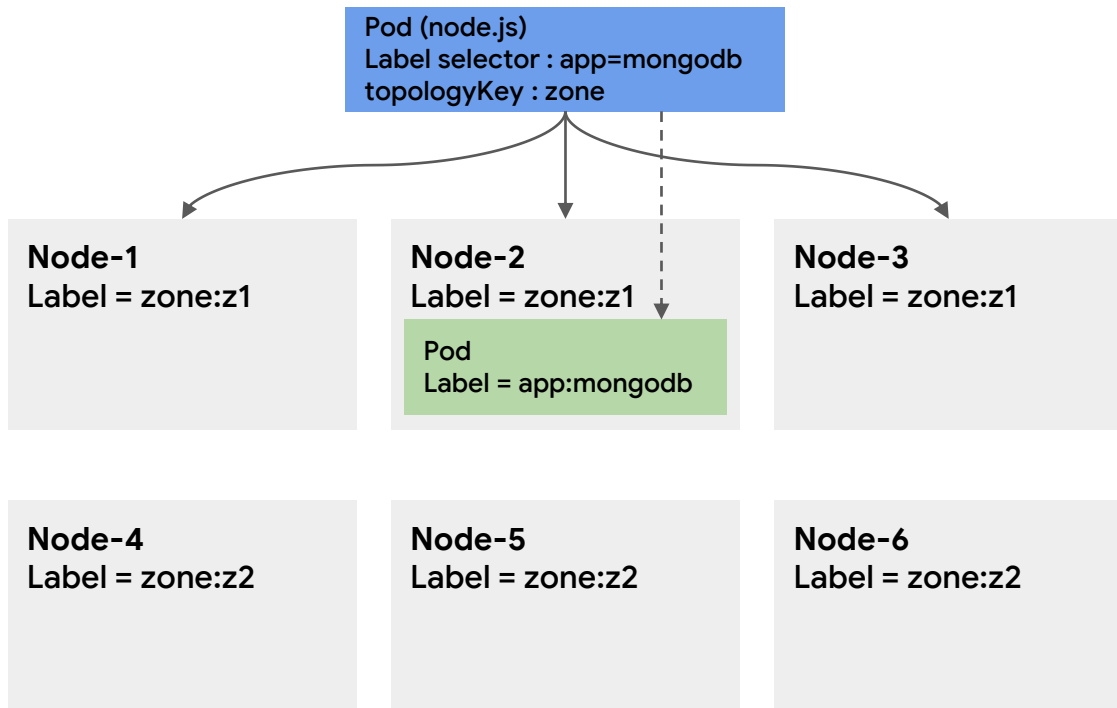 Pod (node.js)
Label selector : app=mongodb
topologyKey : zone
Node-1
Label = zone:z1
Node-2
Label = zone:z1
Pod
Label = app:mongodb
Node-3
Label = zone:z1
Node-4
Label = zone:z2
Node-5
Label = zone:z2
Node-6
Label = zone:z2